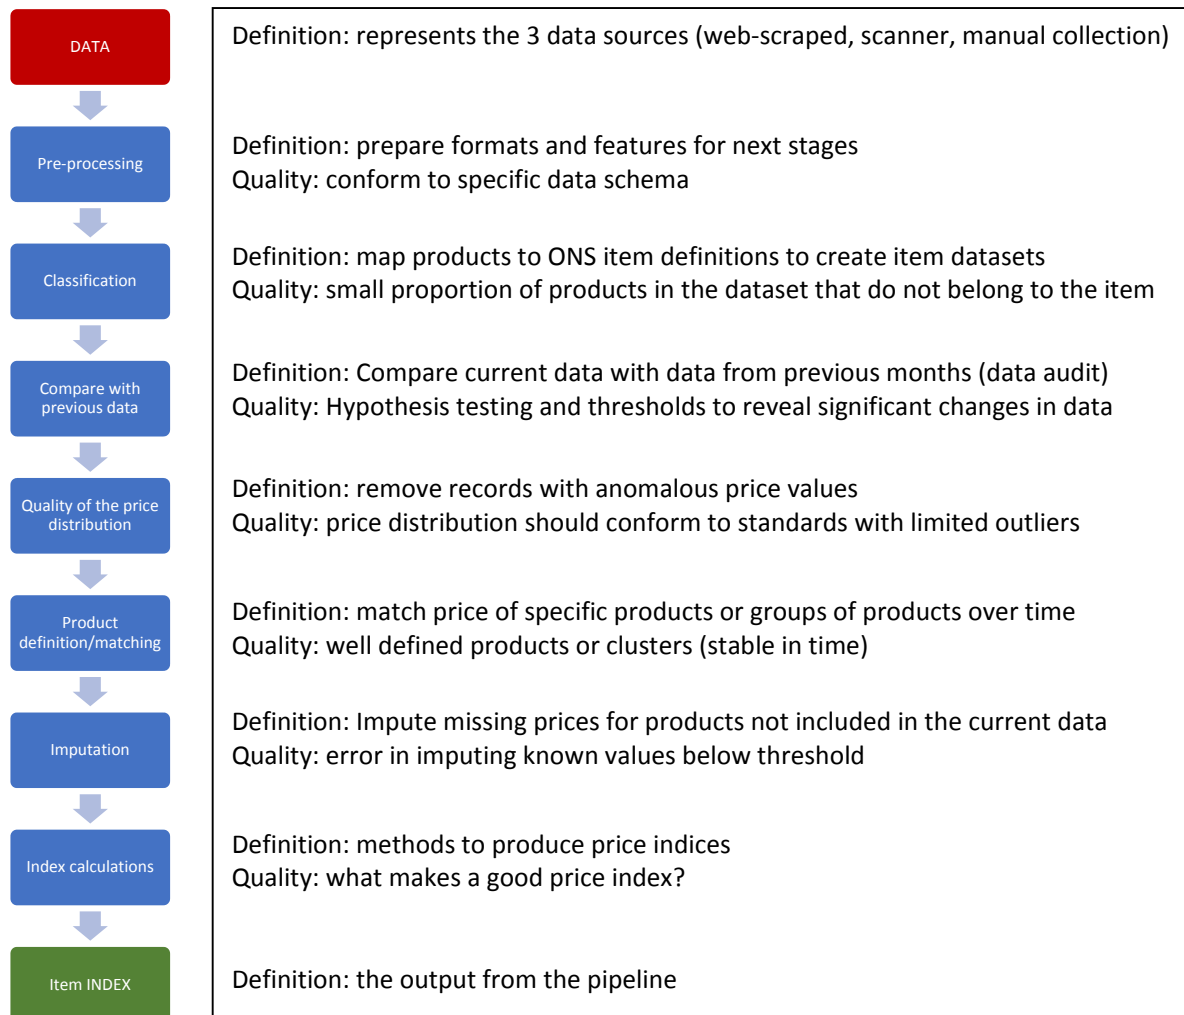 DATA
Definition: represents the 3 data sources (web-scraped, scanner, manual collection)
Pre-processing
Definition: prepare formats and features for next stages
Quality: conform to specific data schema
Classification
Definition: map products to ONS item definitions to create item datasets
Quality: small proportion of products in the dataset that do not belong to the item
Compare with
previous data
Definition: Compare current data with data from previous months (data audit)
Quality: Hypothesis testing and thresholds to reveal significant changes in data
Quality of the price
distribution
Definition: remove records with anomalous price values
Quality: price distribution should conform to standards with limited outliers
Product
definition/matching
Definition: match price of specific products or groups of products over time
Quality: well defined products or clusters (stable in time)
Imputation
Definition: Impute missing prices for products not included in the current data
Quality: error in imputing known values below threshold
Index calculations
Definition: methods to produce price indices
Quality: what makes a good price index?
Item INDEX
Definition: the output from the pipeline